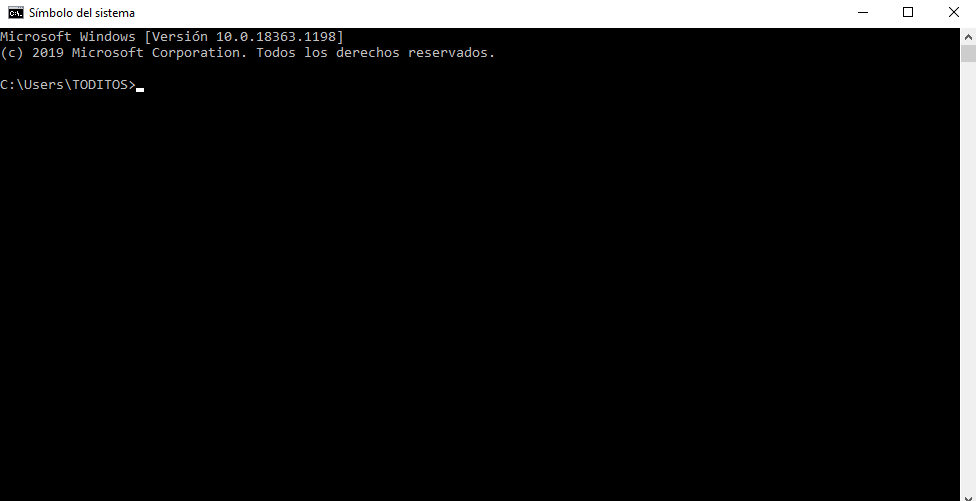 Símbolo del sistema
Microsoft Windows [Versión 10.0.18363.1198]
(c) 2019 Microsoft Corporation. Todos los derechos reservados.
C:\Users\TODITOS>